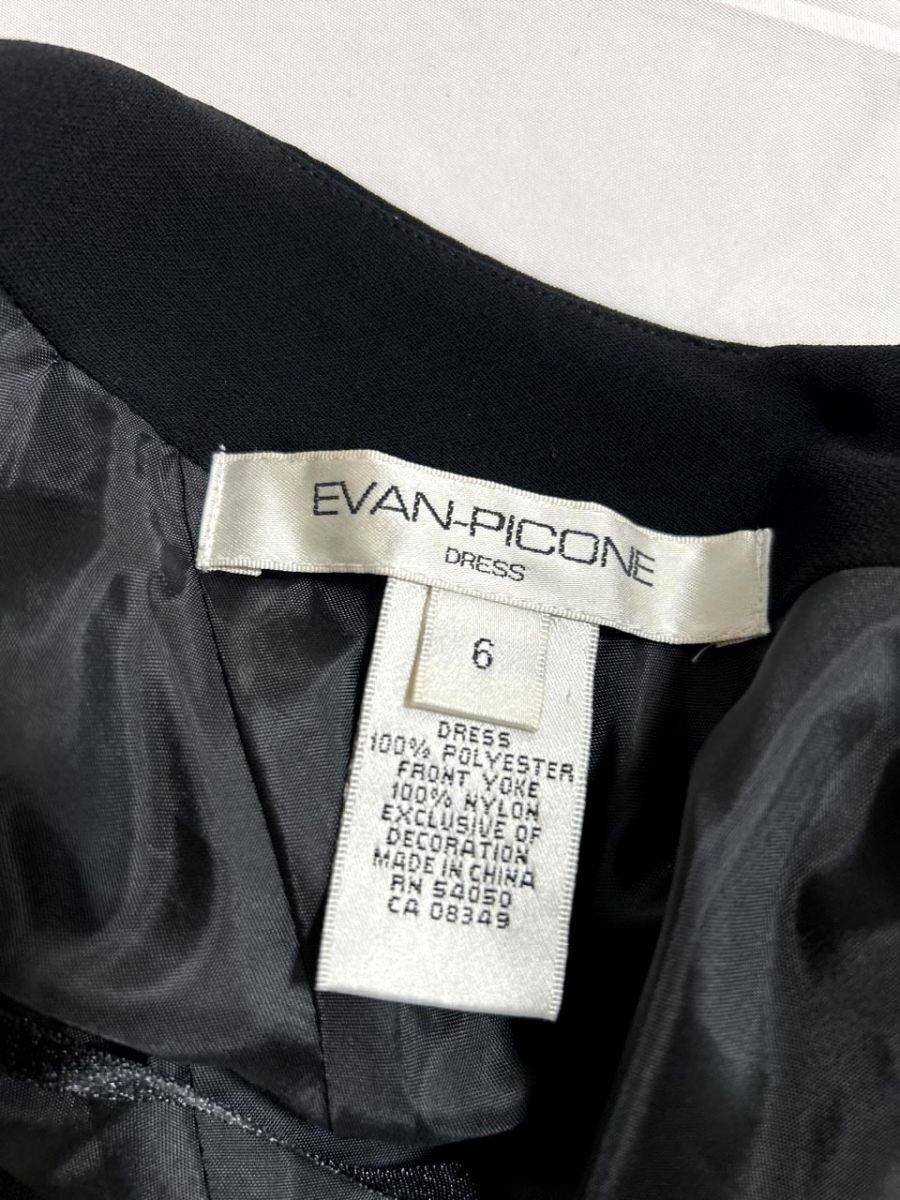 EVAN-PICONE
DRESS
6
DRESS
100% POLYESTER
FRONT YOKE
100% NYLON
EXCLUSIVE OF
DECORATION
MADE IN CHINA
RN 54050
CA 08349